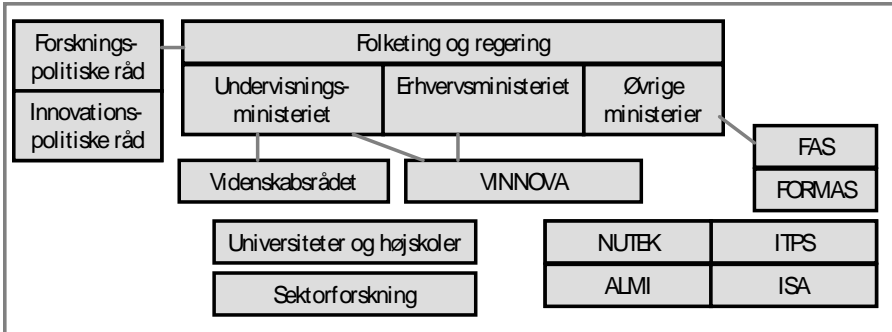 Forsknings-
politiske råd
Innovations-
politiske råd
Folketing og regering
Undervisnings-
ministeriet
Erhvervsministeriet
Øvrige
ministerier
FAS
FORMAS
Videnskabsrådet
VINNOVA
Universiteter og højskoler
Sektorforskning
NUTEK
ITPS
ALMI
ISA